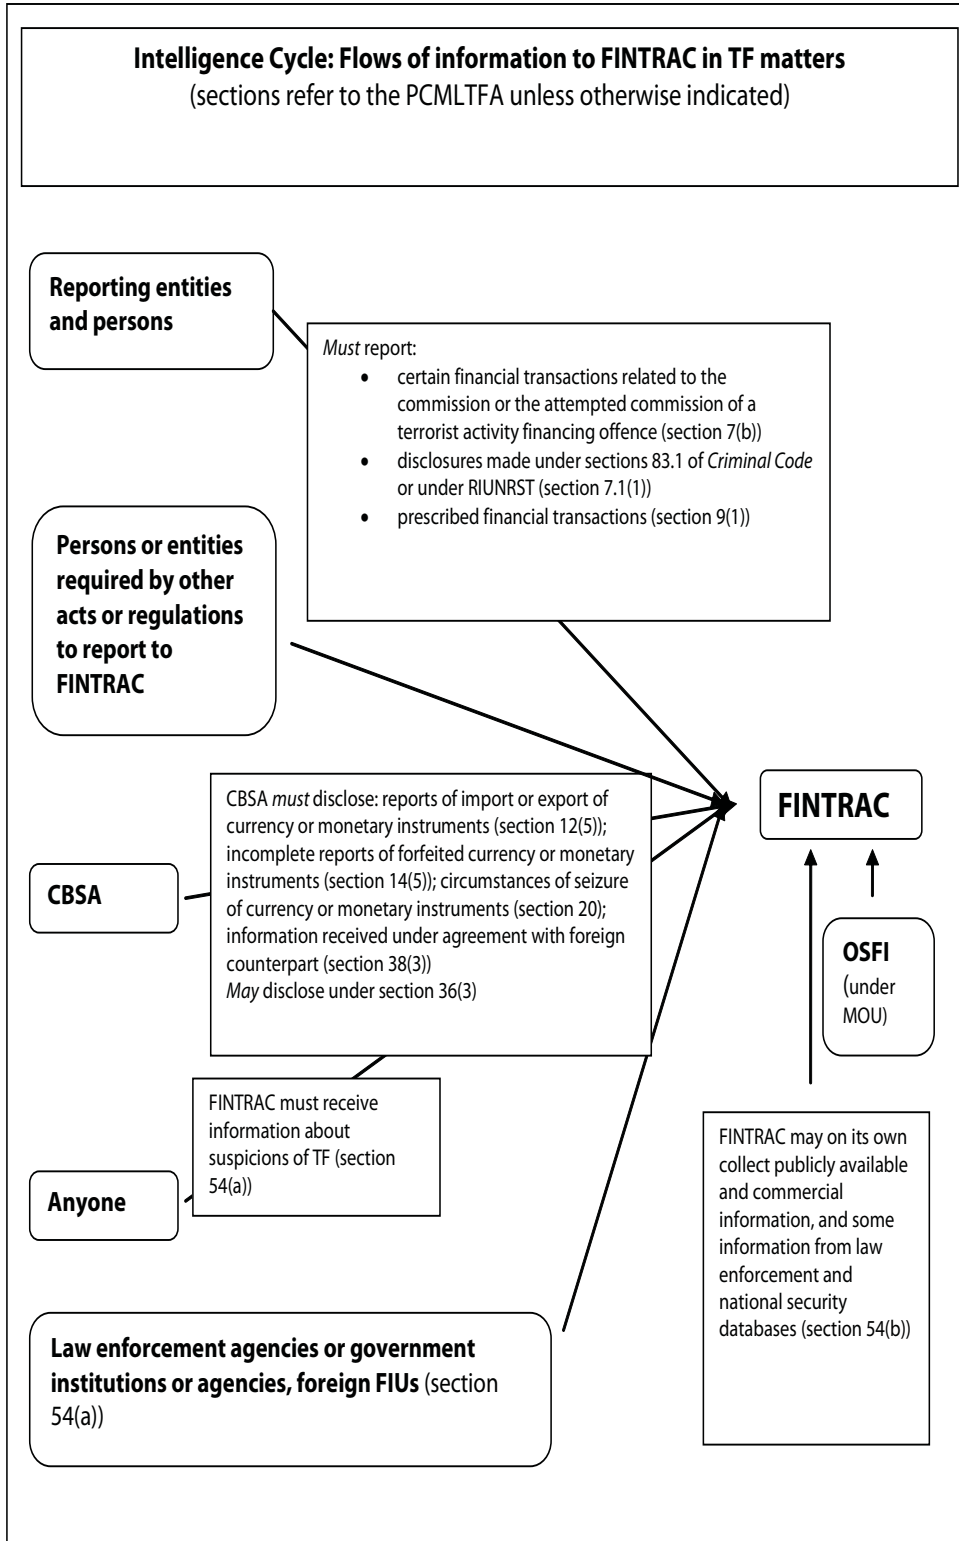 Intelligence Cycle: Flows of information to FINTRAC in TF matters
(sections refer to the PCMLTFA unless otherwise indicated)
Reporting entities
and persons
Must report:
• certain financial transactions related to the
commission or the attempted commission of a
terrorist activity financing offence (section 7(b))
• disclosures made under sections 83.1 of Criminal Code
or under RIUNRST (section 7.1(1))
• prescribed financial transactions (section 9(1))
Persons or entities
required by other
acts or regulations
to report to
FINTRAC
CBSA must disclose: reports of import or export of
currency or monetary instruments (section 12(5));
incomplete reports of forfeited currency or monetary
instruments (section 14(5)); circumstances of seizure
of currency or monetary instruments (section 20);
information received under agreement with foreign
counterpart (section 38(3))
May disclose under section 36(3)
FINTRAC
CBSA
OSFI
(under
MOU)
FINTRAC must receive
information about
suspicions of TF (section
54(a))
Anyone
FINTRAC may on its own
collect publicly available
and commercial
information, and some
information from law
enforcement and
national security
databases (section 54(b))
Law enforcement agencies or government
institutions or agencies, foreign FIUs (section
54(a))